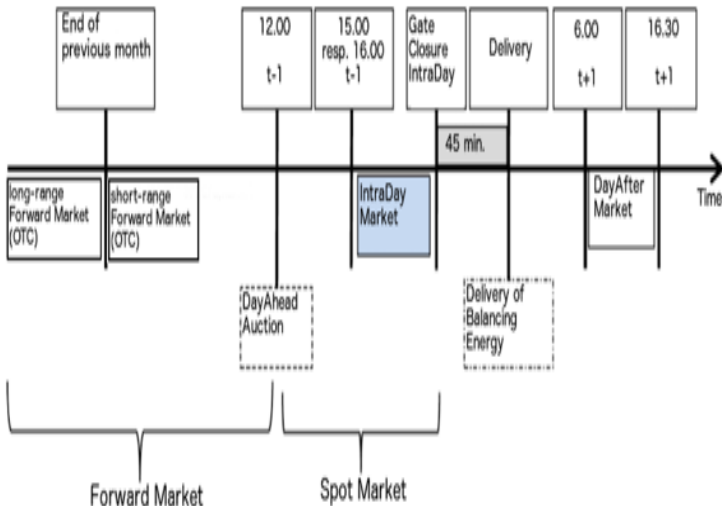 End of
previous month
12.00
t-1
15.00
resp. 16.00
t-1
Gate
Closure
IntraDay
Delivery
6.00
t+1
16.30
t+1
45 min.
long-range
Forward Market
(OTC)
short-range
Forward Market
(OTC)
IntraDay
Market
DayAfter
Market
Time
DayAhead
Auction
Delivery of
Balancing
Energy
Forward Market
Spot Market